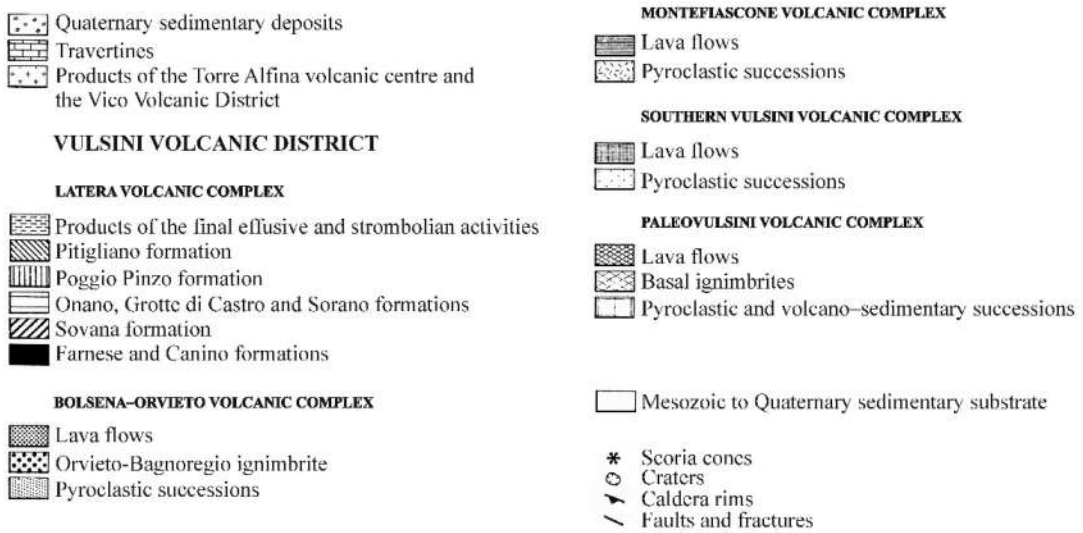 Quaternary sedimentary deposits
Travertines
Products of the Torre Alfina volcanic centre and
the Vico Volcanic District
VULSINI VOLCANIC DISTRICT
LATERA VOLCANIC COMPLEX
Products of the final effusive and strombolian activities
Pitigliano formation
Poggio Pinzo formation
Onano, Grotte di Castro and Sorano formations
Sovana formation
Farnese and Canino formations
BOLSENA–ORVIETO VOLCANIC COMPLEX
Lava flows
Orvieto-Bagnoregio ignimbrite
Pyroclastic successions
MONTEFIASCONE VOLCANIC COMPLEX
Lava flows
Pyroclastic successions
SOUTHERN VULSINI VOLCANIC COMPLEX
Lava flows
Pyroclastic successions
PALEOVULSINI VOLCANIC COMPLEX
Lava flows
Basal ignimbrites
Pyroclastic and volcano–sedimentary successions
Mesozoic to Quaternary sedimentary substrate
Scoria cones
Craters
Caldera rims
Faults and fractures